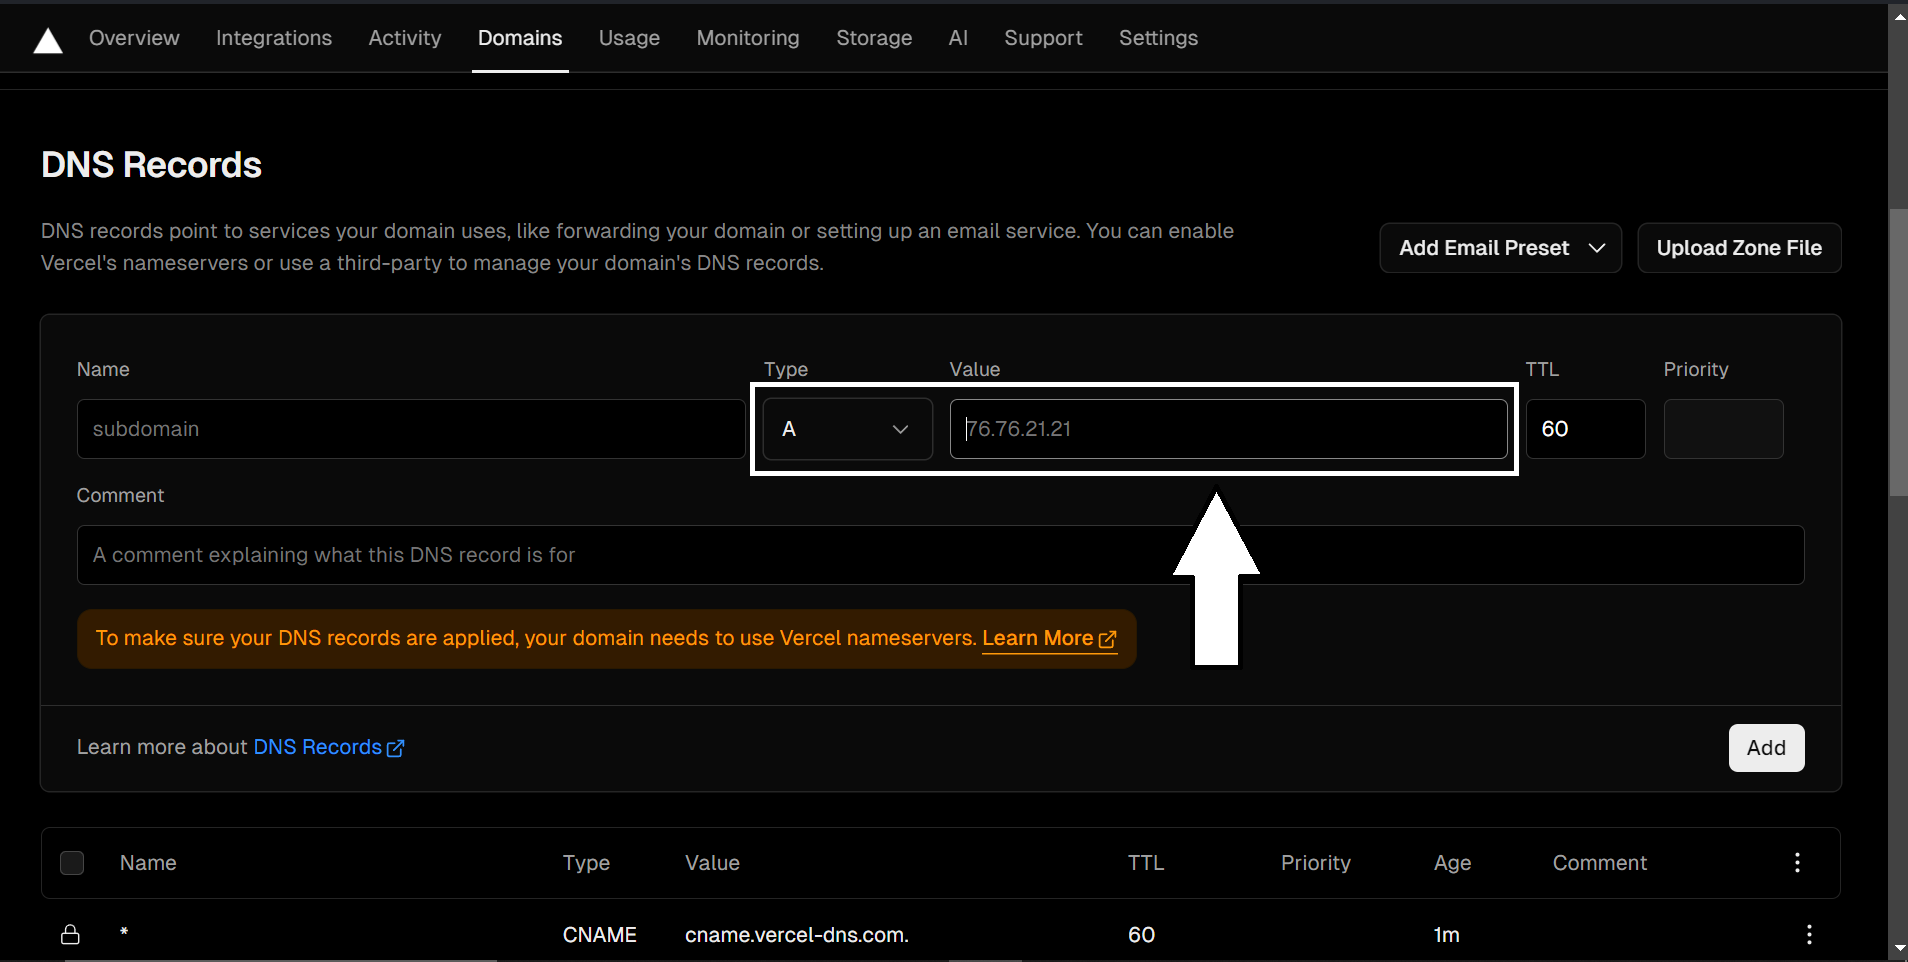 Overview Integrations Activity Domains Usage Monitoring Storage AI Support Settings
DNS Records
DNS records point to services your domain uses, like forwarding your domain or setting up an email service. You can enable
Vercel's nameservers or use a third-party to manage your domain's DNS records.
Add Email Preset Upload Zone File
Name Type Value TTL Priority
subdomain A 76.76.21.21 60
Comment
A comment explaining what this DNS record is for
To make sure your DNS records are applied, your domain needs to use Vercel nameservers. Learn More
Learn more about DNS Records Add
Name Type Value TTL Priority Age Comment
* CNAME cname.vercel-dns.com. 60 1m